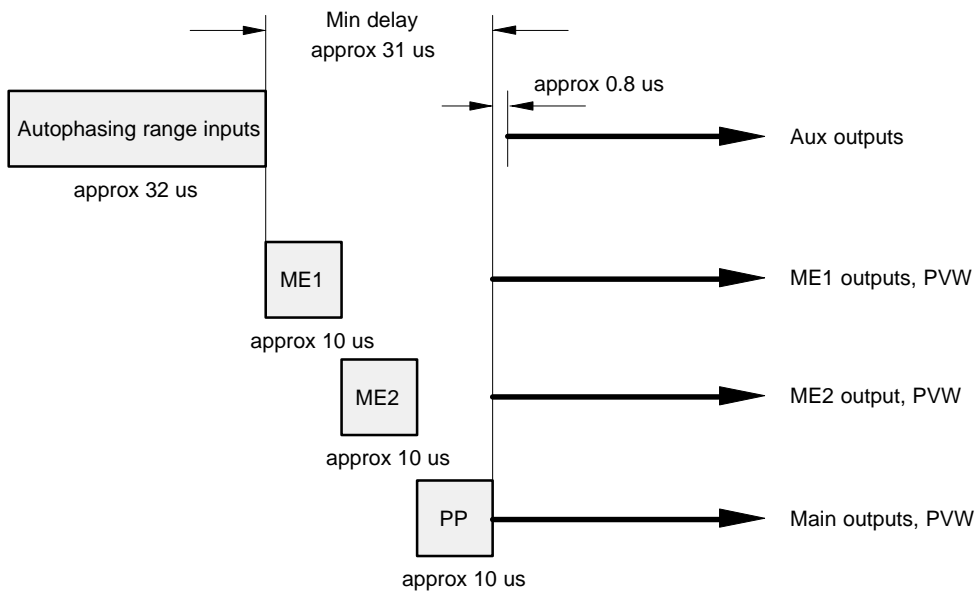 Min delay
approx 31 us
approx 0.8 us
Autophasing range inputs
Aux outputs
approx 32 us
ME1
ME1 outputs, PVW
approx 10 us
ME2
ME2 output, PVW
approx 10 us
PP
Main outputs, PVW
approx 10 us